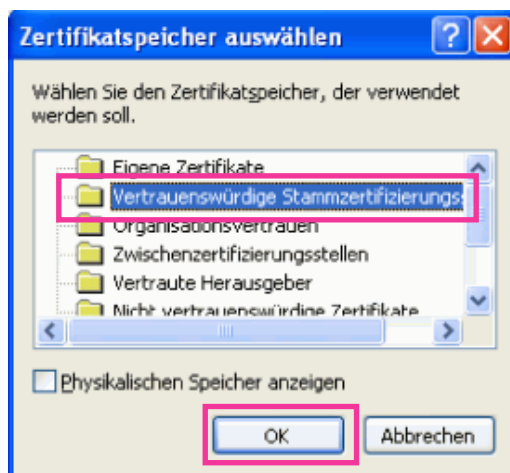 Zertifikatspeicher auswählen
Wählen Sie den Zertifikatspeicher, der verwendet
werden soll.
Eigene Zertifikate
Vertrauenswürdige Stammzertifizierungs
Organisationsvertrauen
Zwischenzertifizierungsstellen
Vertraute Herausgeber
Nicht vertrauenswürdige Zertifikate
Physikalischen Speicher anzeigen
OK Abbrechen